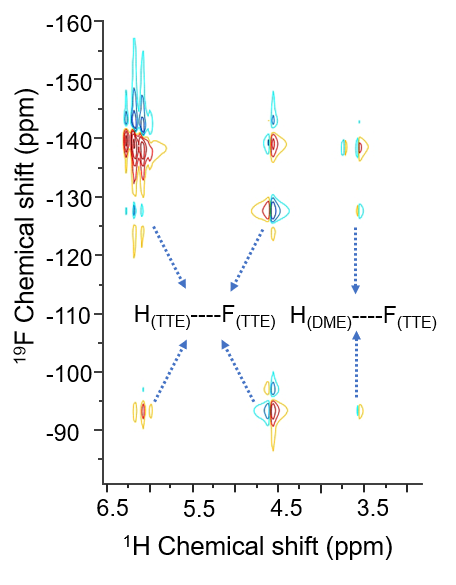 -160
-150
-140
-130
-120
-110
-100
-90
¹⁹F Chemical shift (ppm)
H(TTE)----F(TTE) H(DME)----F(TTE)
6.5 5.5 4.5 3.5
¹H Chemical shift (ppm)